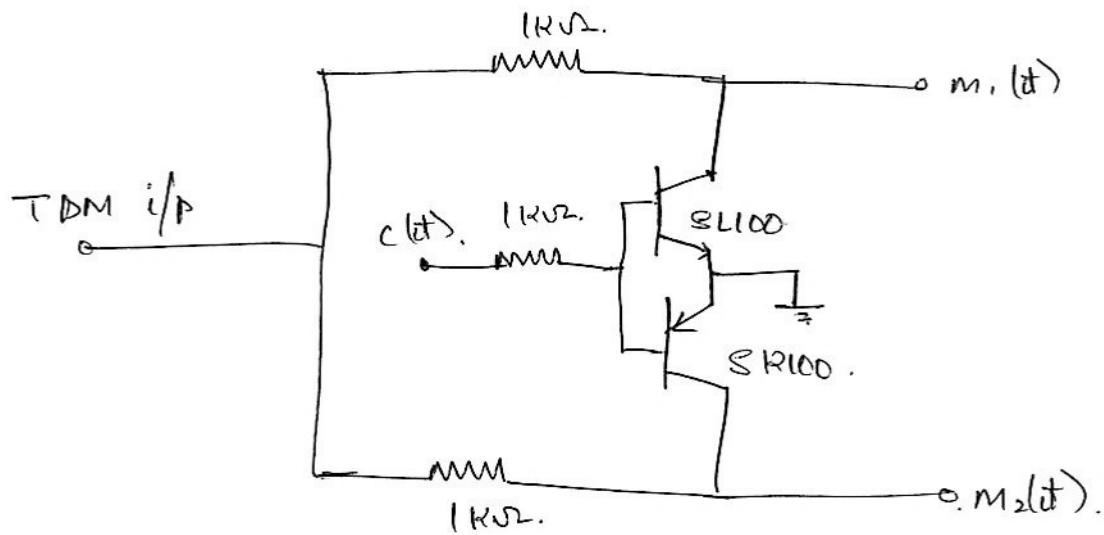 1KΩ.
m₁(t)
TDM i/p
c(t).
1KΩ.
SL100
SK100.
1KΩ.
m₂(t).